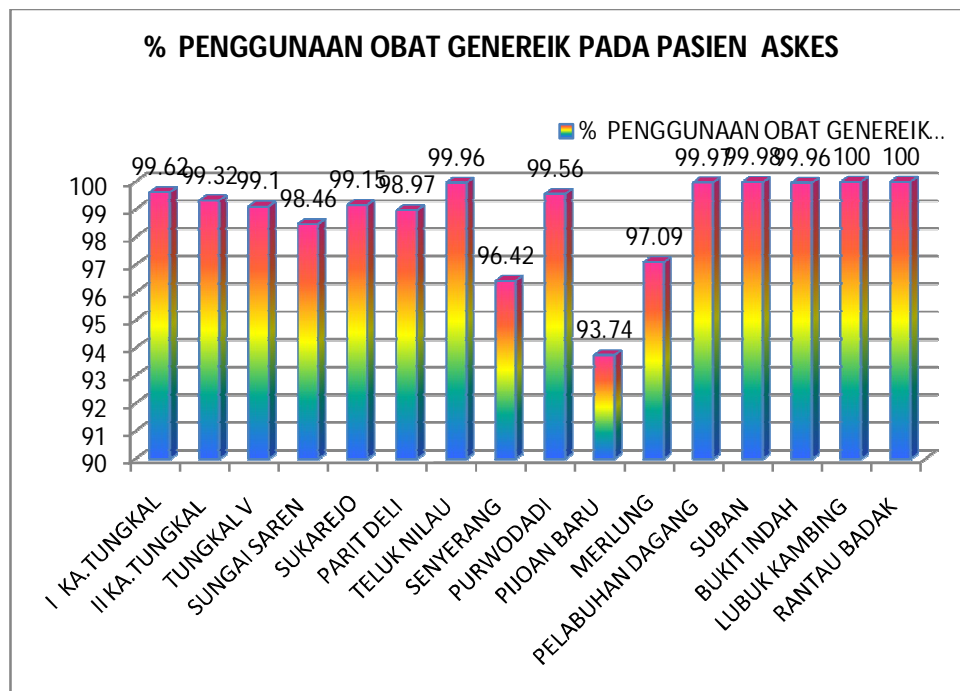 % PENGGUNAAN OBAT GENEREIK PADA PASIEN ASKES
% PENGGUNAAN OBAT GENEREIK...
99.62
99.32
99.1
98.46
99.15
98.97
99.96
96.42
99.56
93.74
97.09
99.97
99.98
99.96
100
100
100
99
98
97
96
95
94
93
92
91
90
I KA. TUNGKAL
II KA. TUNGKAL
TUNGKAL V
SUNGAI SAREN
SUKAREJO
PARIT DELI
TELUK NILAU
SENYERANG
PURWODADI
PIJOAN BARU
MERLUNG
PELABUHAN DAGANG
SUBAN
BUKIT INDAH
LUBUK KAMBING
RANTAU BADAK